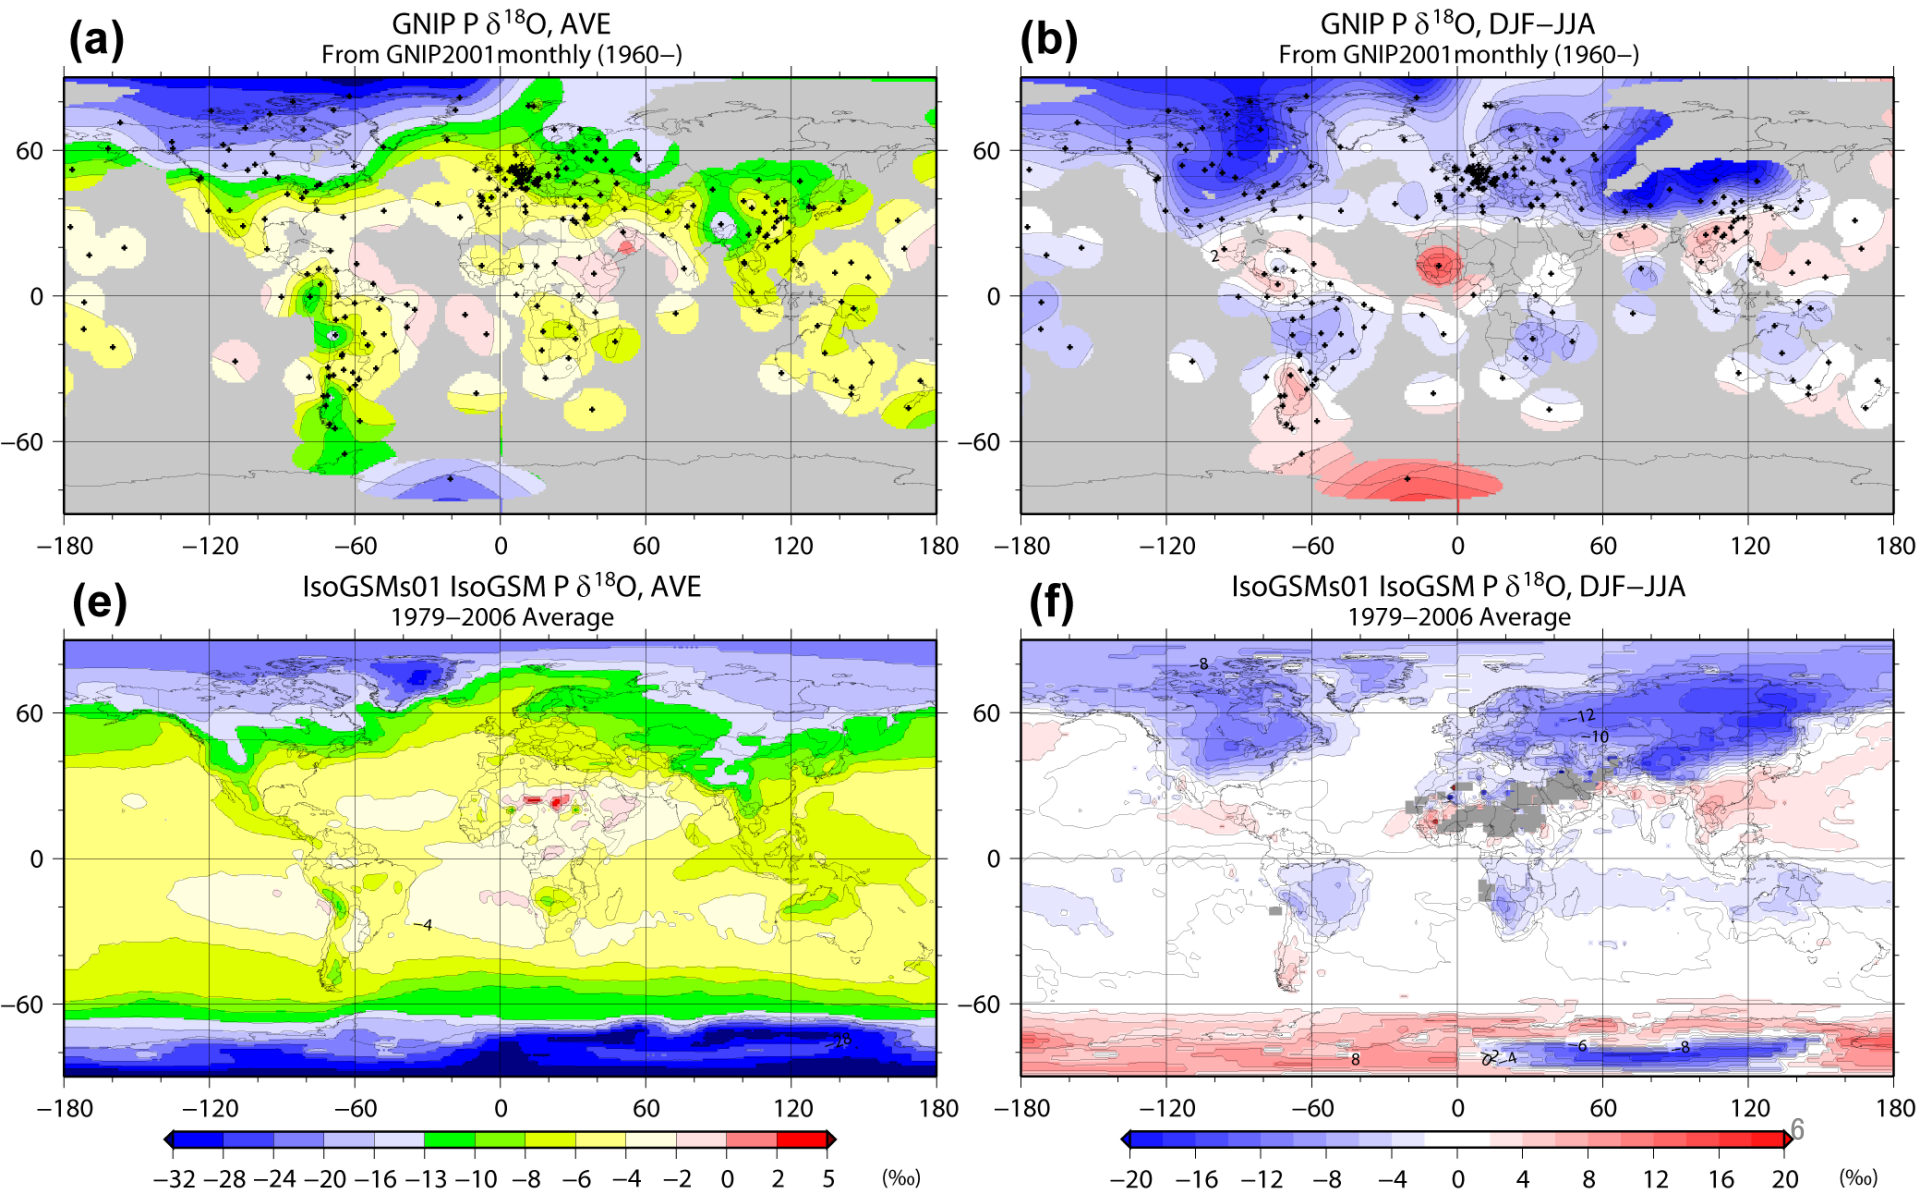 (a)
GNIP P δ¹⁸O, AVE
From GNIP2001monthly (1960−)
60
0
−60
−180 −120 −60 0 60 120 180
(b)
GNIP P δ¹⁸O, DJF−JJA
From GNIP2001monthly (1960−)
2
60
0
−60
−180 −120 −60 0 60 120 180
(e)
IsoGSMs01 IsoGSM P δ¹⁸O, AVE
1979−2006 Average
60
0
−4
−60
−29
−180 −120 −60 0 60 120 180
(f)
IsoGSMs01 IsoGSM P δ¹⁸O, DJF−JJA
1979−2006 Average
−8
60
−12
−10
0
−60
8
−4
−6
−8
−180 −120 −60 0 60 120 180
−32 −28 −24 −20 −16 −13 −10 −8 −6 −4 −2 0 2 5 (‰)
6
−20 −16 −12 −8 −4 0 4 8 12 16 20 (‰)